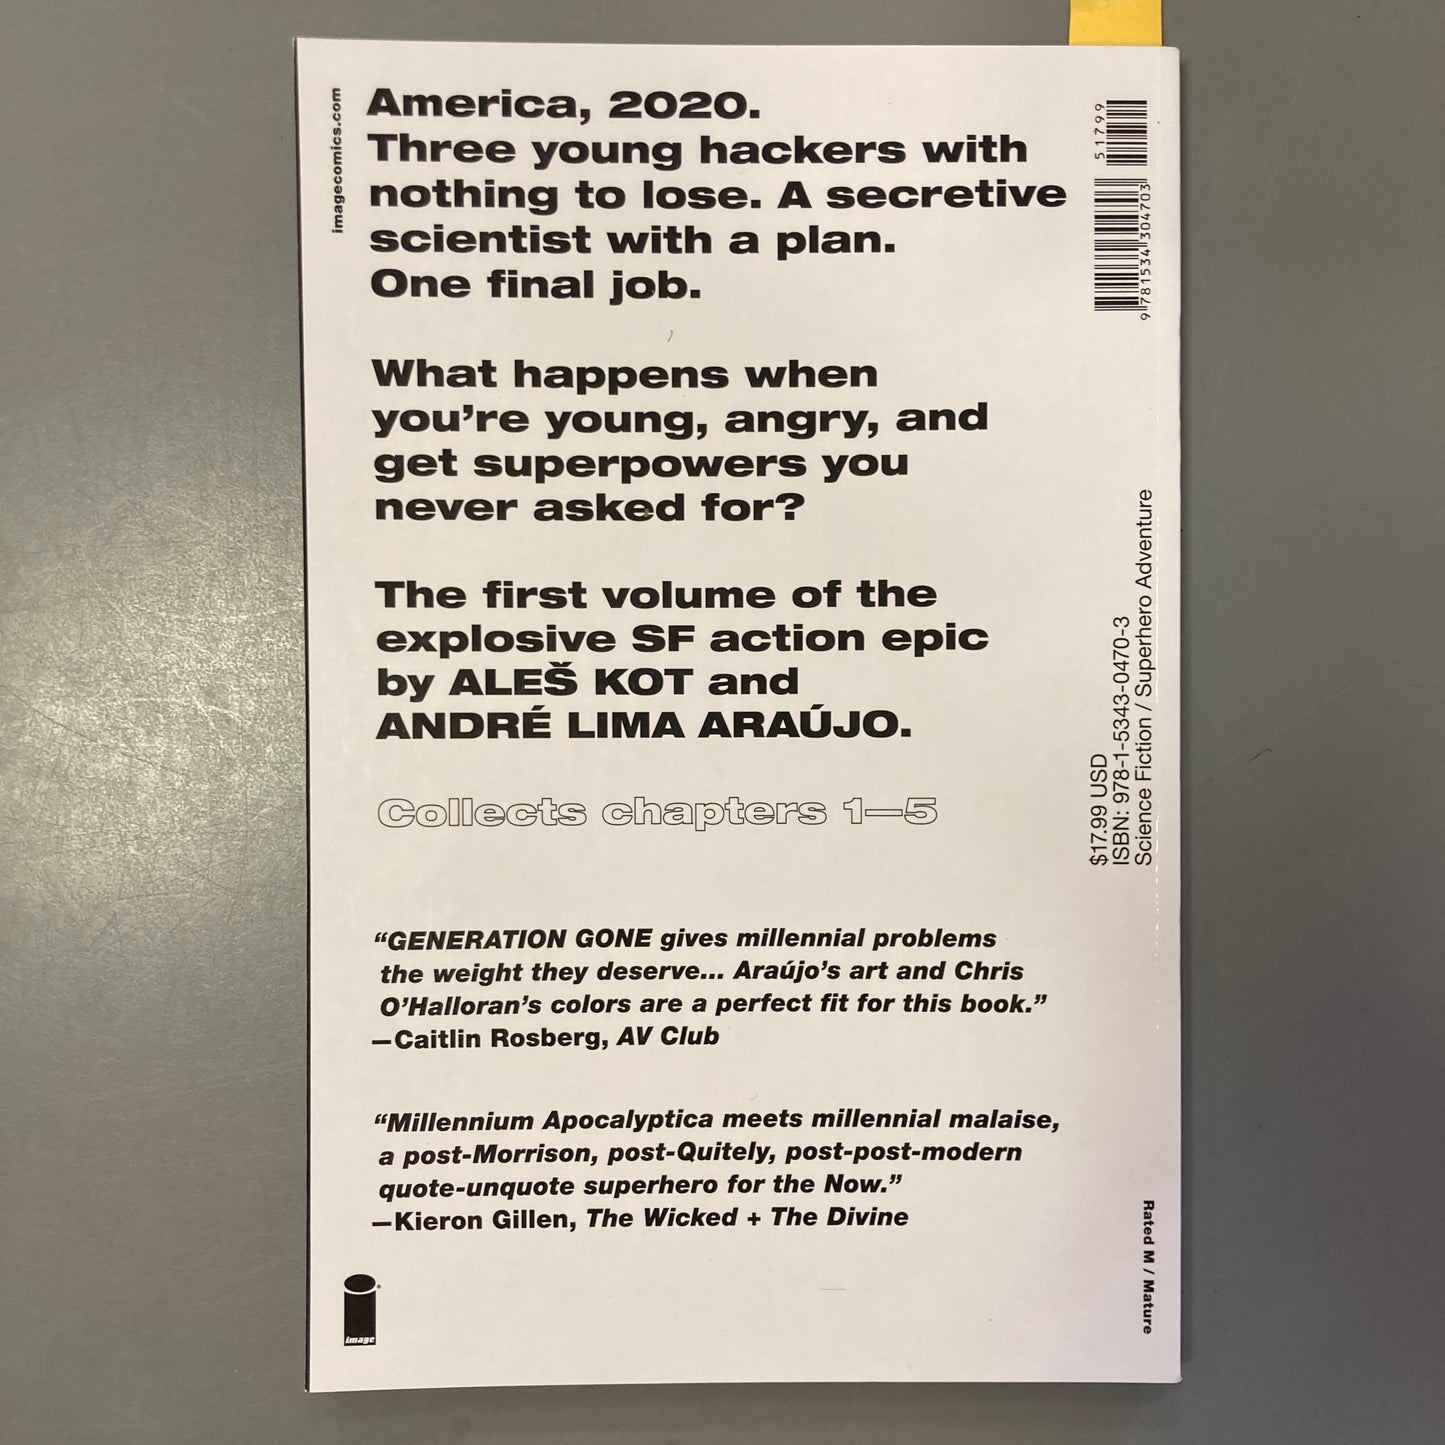 imagecomics.com
America, 2020.
Three young hackers with
nothing to lose. A secretive
scientist with a plan.
One final job.
What happens when
you're young, angry, and
get superpowers you
never asked for?
The first volume of the
explosive SF action epic
by ALEŠ KOT and
ANDRÉ LIMA ARAÚJO.
Collects chapters 1—5
“GENERATION GONE gives millennial problems
the weight they deserve... Araújo’s art and Chris
O’Halloran’s colors are a perfect fit for this book.”
—Caitlin Rosberg, AV Club
“Millennium Apocalyptica meets millennial malaise,
a post-Morrison, post-Quitely, post-post-modern
quote-unquote superhero for the Now.”
—Kieron Gillen, The Wicked + The Divine
image
51799
9781534304703
$17.99 USD
ISBN: 978-1-5343-0470-3
Science Fiction / Superhero Adventure
Rated M / Mature